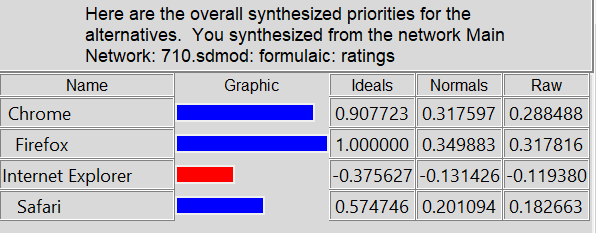 Here are the overall synthesized priorities for the
alternatives. You synthesized from the network Main
Network: 710.sdmod: formulaic: ratings
Name Graphic Ideals Normals Raw
Chrome 0.907723 0.317597 0.288488
Firefox 1.000000 0.349883 0.317816
Internet Explorer -0.375627 -0.131426 -0.119380
Safari 0.574746 0.201094 0.182663